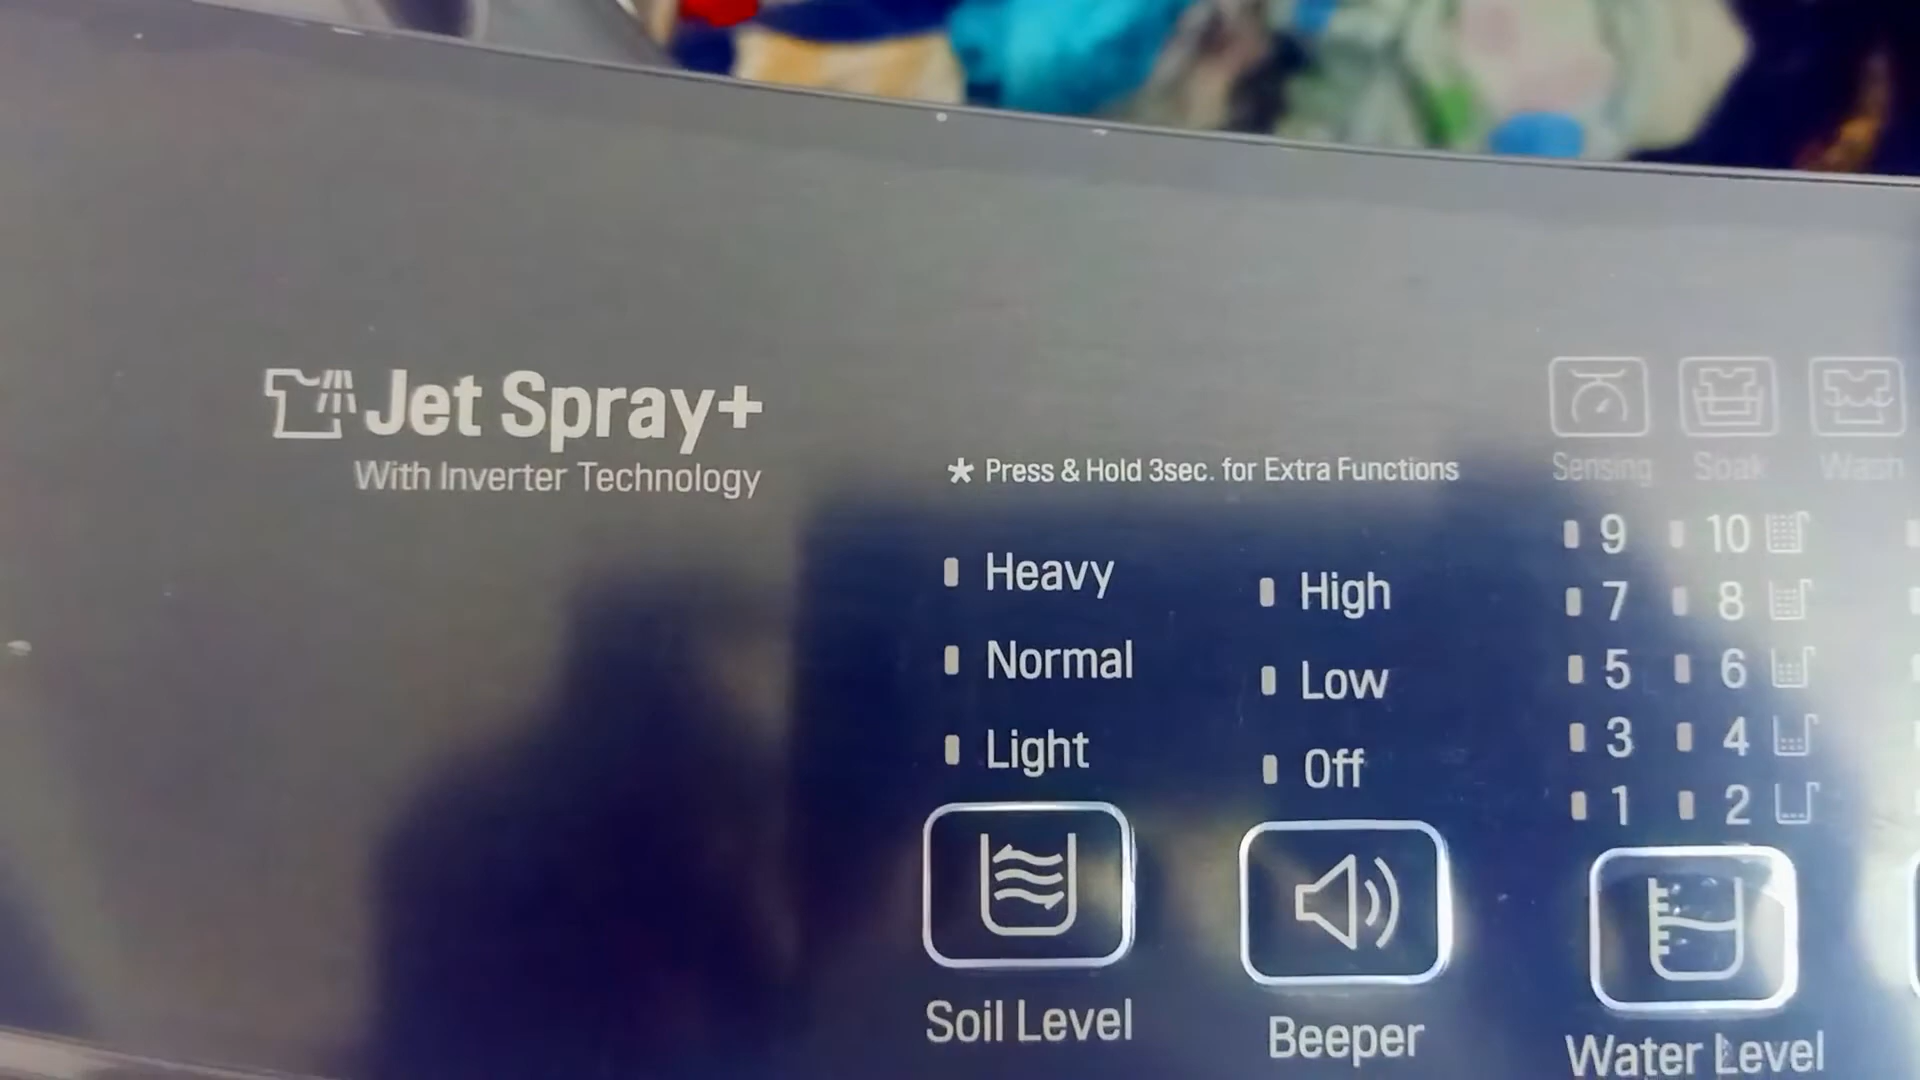 Jet Spray+
With Inverter Technology
* Press & Hold 3sec. for Extra Functions
Sensing Soak Wash
Heavy
Normal
Light
Soil Level
High
Low
Off
Beeper
9 10
7 8
5 6
3 4
1 2
Water Level